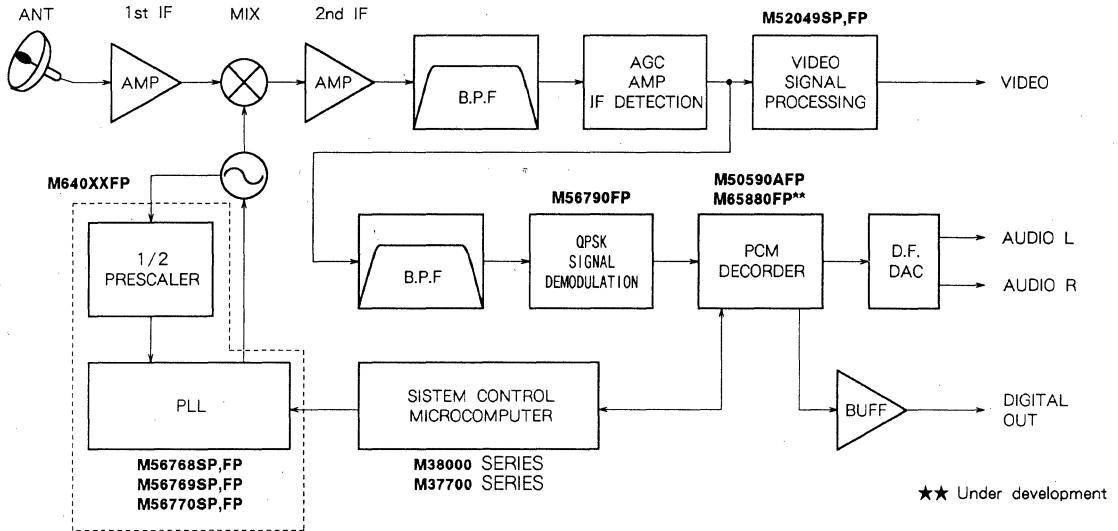 ANT
1st IF
MIX
2nd IF
M52049SP,FP
AMP
AMP
B.P.F
AGC
AMP
IF DETECTION
VIDEO
SIGNAL
PROCESSING
VIDEO
M640XXFP
M56790FP
M50590AFP
M65880FP**
1/2
PRESCALER
B.P.F
QPSK
SIGNAL
DEMODULATION
PCM
DECORDER
D.F.
DAC
AUDIO L
AUDIO R
PLL
SISTEM CONTROL
MICROCOMPUTER
BUFF
DIGITAL
OUT
M56768SP,FP
M56769SP,FP
M56770SP,FP
M38000 SERIES
M37700 SERIES
★★ Under development